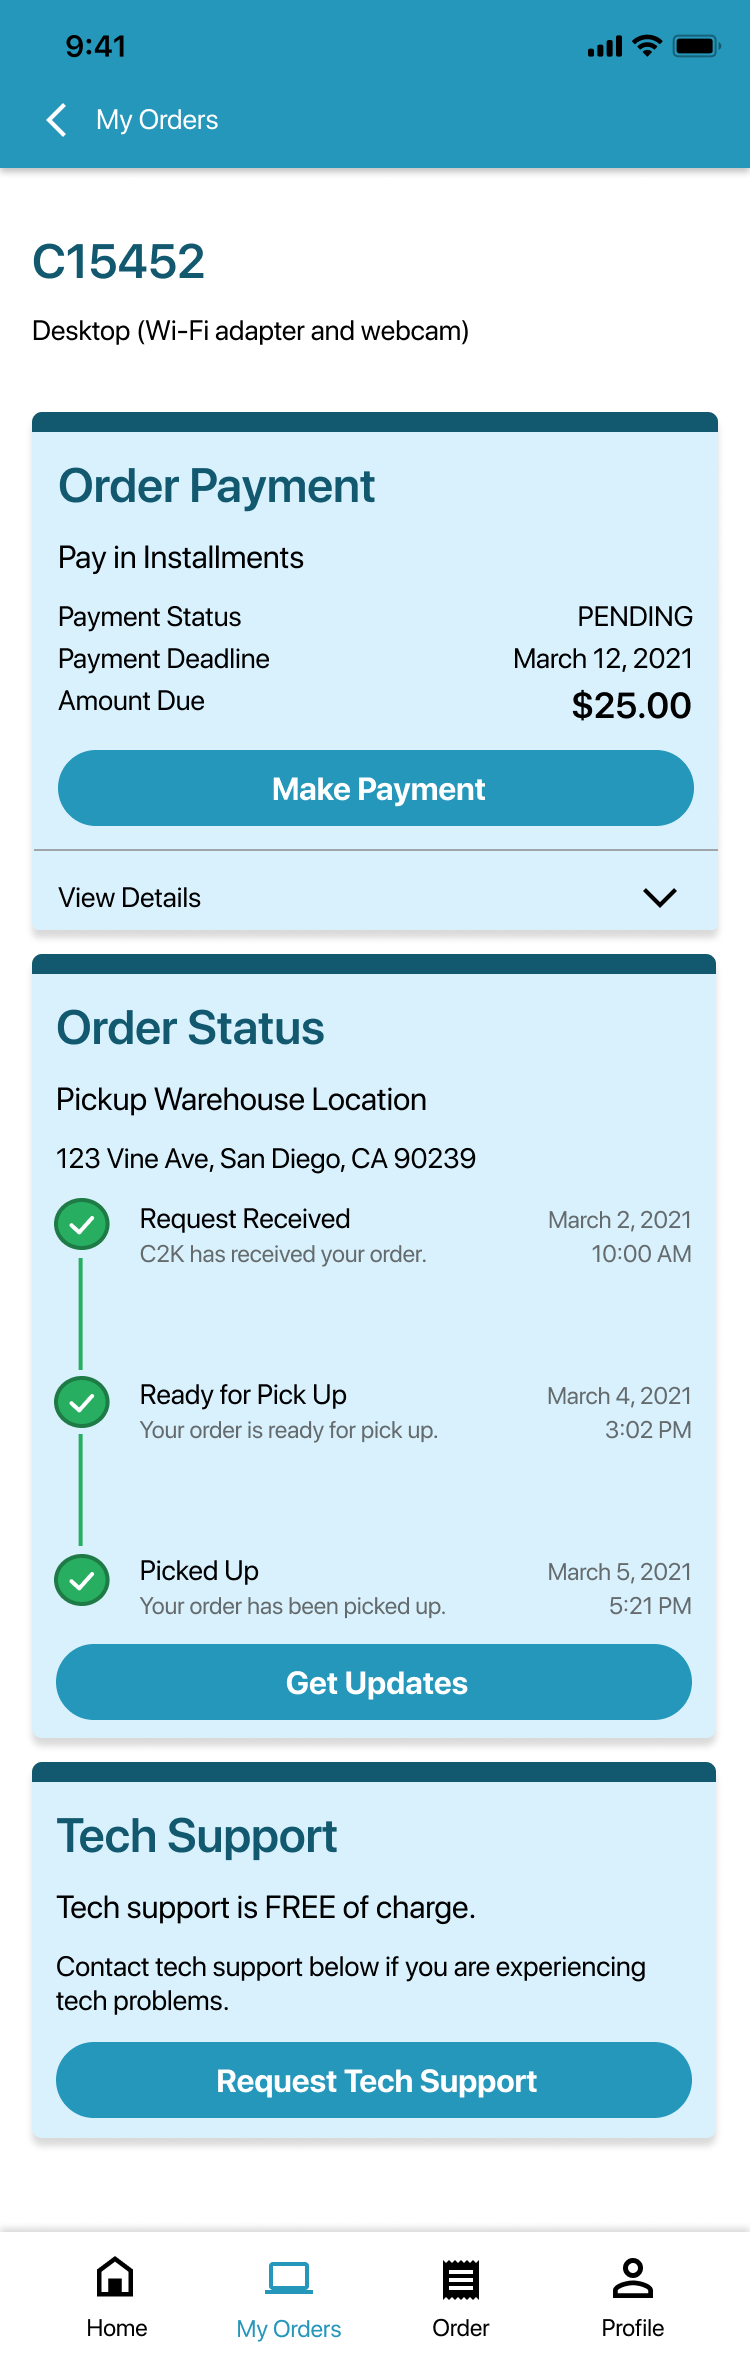 9:41
My Orders
C15452
Desktop (Wi-Fi adapter and webcam)
Order Payment
Pay in Installments
Payment Status PENDING
Payment Deadline March 12, 2021
Amount Due $25.00
Make Payment
View Details
Order Status
Pickup Warehouse Location
123 Vine Ave, San Diego, CA 90239
Request Received March 2, 2021
C2K has received your order. 10:00 AM
Ready for Pick Up March 4, 2021
Your order is ready for pick up. 3:02 PM
Picked Up March 5, 2021
Your order has been picked up. 5:21 PM
Get Updates
Tech Support
Tech support is FREE of charge.
Contact tech support below if you are experiencing
tech problems.
Request Tech Support
Home My Orders Order Profile